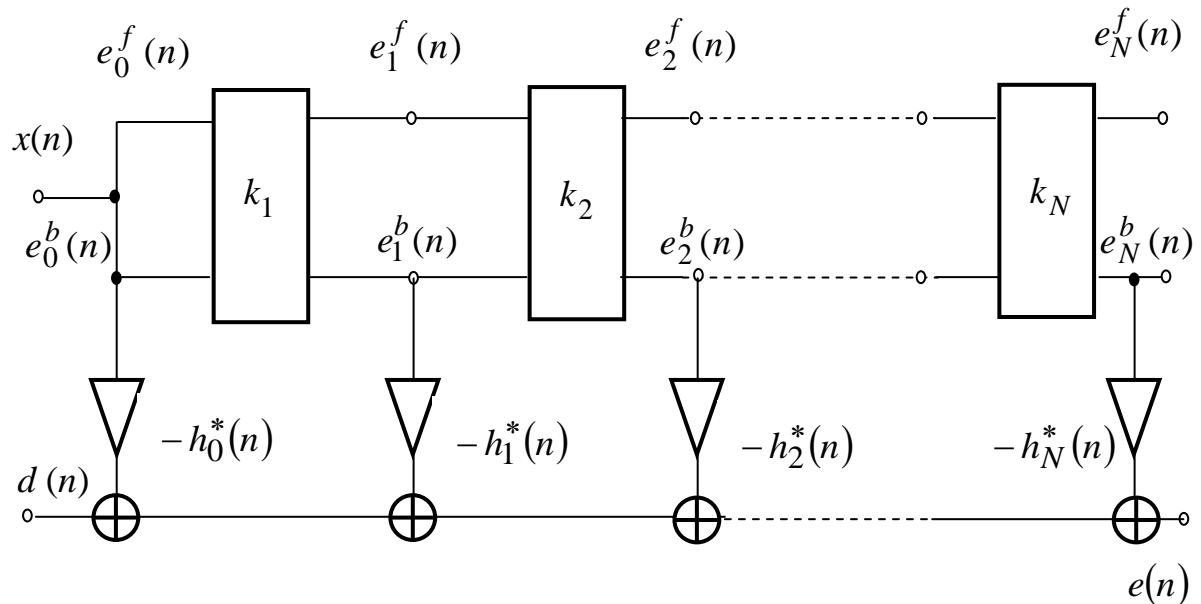 e_0^f(n) e_1^f(n) e_2^f(n) e_N^f(n)
x(n)
k_1 k_2 k_N
e_0^b(n) e_1^b(n) e_2^b(n) e_N^b(n)
-h_0^*(n) -h_1^*(n) -h_2^*(n) -h_N^*(n)
d(n)
e(n)